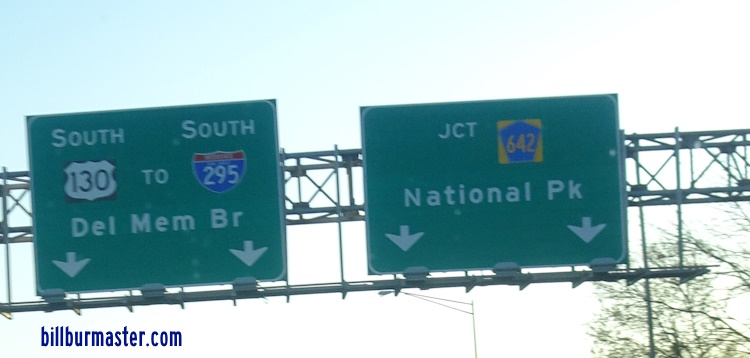 SOUTH SOUTH
130 TO 295
Del Mem Br
JCT 642
National Pk
billburmaster.com